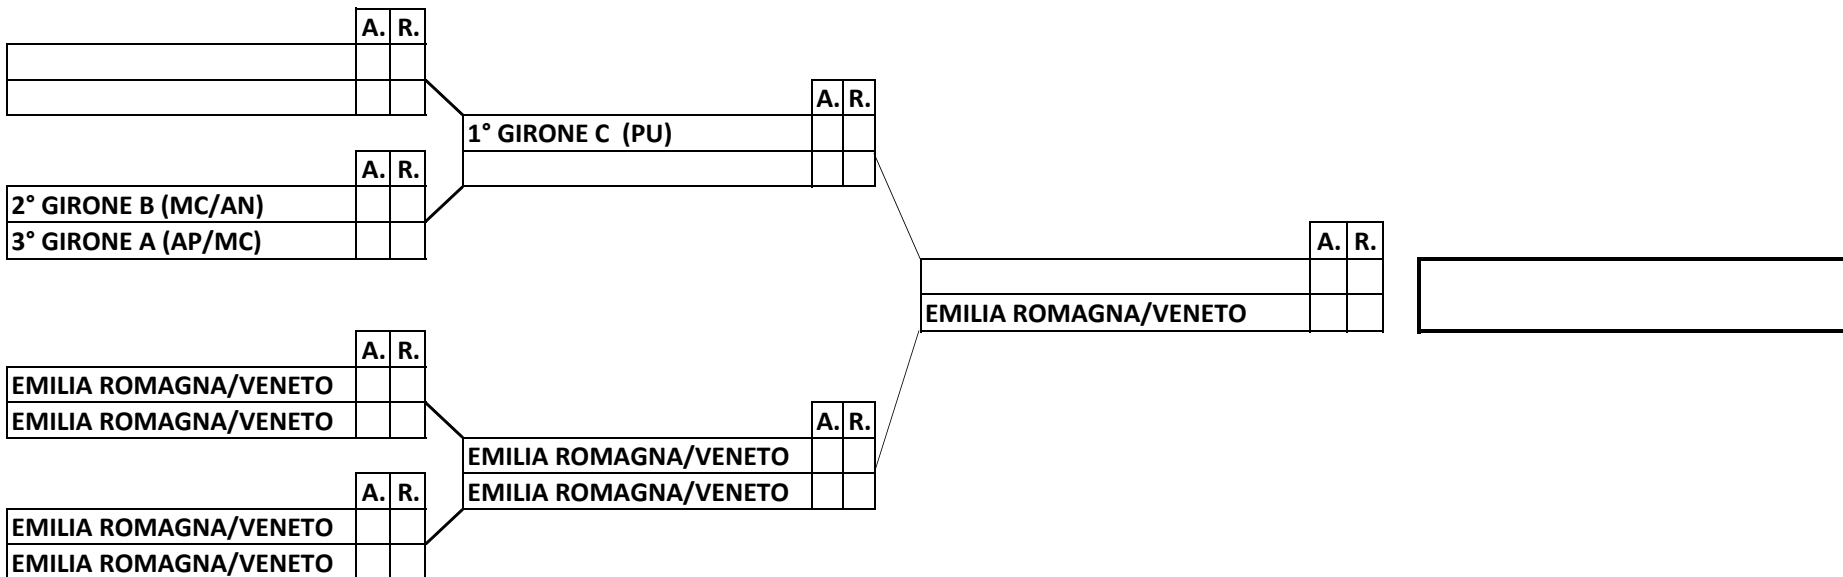 A. R.
A. R.
1° GIRONE C (PU)
A. R.
2° GIRONE B (MC/AN)
3° GIRONE A (AP/MC)
A. R.
EMILIA ROMAGNA/VENETO
A. R.
EMILIA ROMAGNA/VENETO
EMILIA ROMAGNA/VENETO
A. R.
EMILIA ROMAGNA/VENETO
EMILIA ROMAGNA/VENETO
A. R.
EMILIA ROMAGNA/VENETO
EMILIA ROMAGNA/VENETO